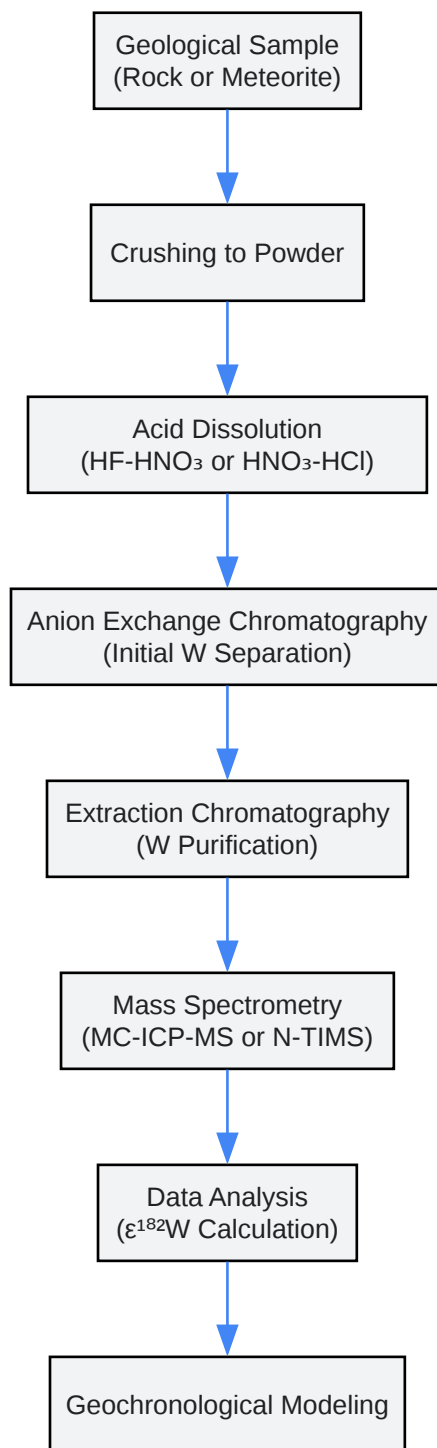 Geological Sample
(Rock or Meteorite)
Crushing to Powder
Acid Dissolution
(HF-HNO₃ or HNO₃-HCl)
Anion Exchange Chromatography
(Initial W Separation)
Extraction Chromatography
(W Purification)
Mass Spectrometry
(MC-ICP-MS or N-TIMS)
Data Analysis
(ε¹⁸²W Calculation)
Geochronological Modeling